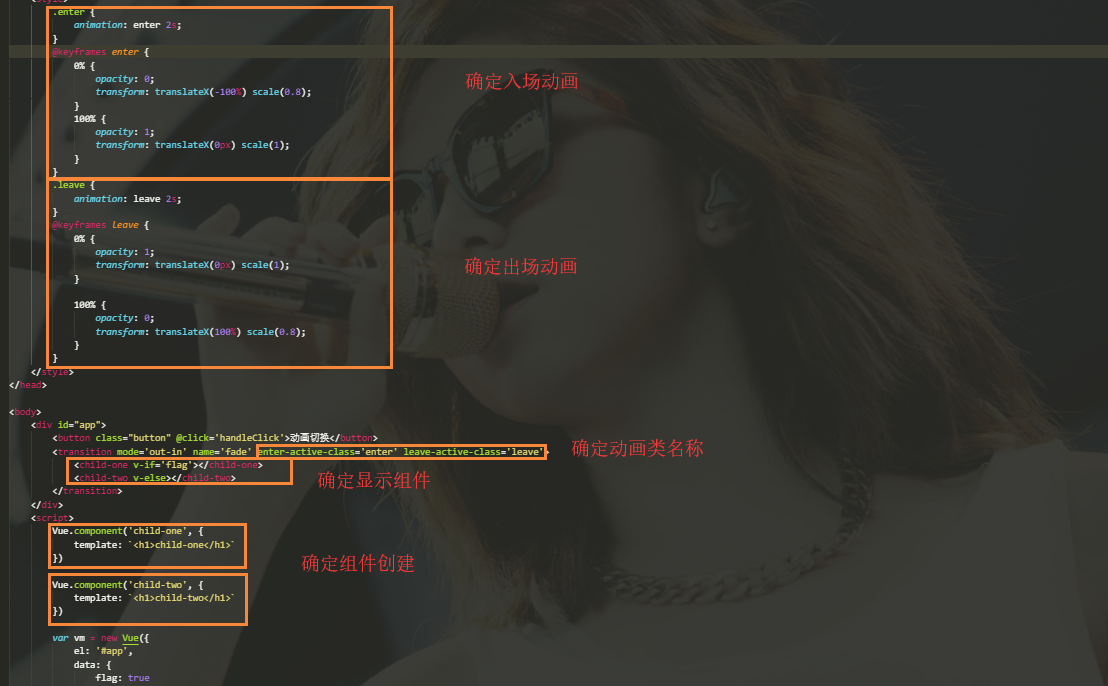 <style>
.enter {
animation: enter 2s;
}
@keyframes enter {
0% {
opacity: 0;
transform: translateX(-100%) scale(0.8);
}
确定入场动画
100% {
opacity: 1;
transform: translateX(0px) scale(1);
}
}
.leave {
animation: leave 2s;
}
@keyframes leave {
0% {
opacity: 1;
transform: translateX(0px) scale(1);
}
确定出场动画
100% {
opacity: 0;
transform: translateX(100%) scale(0.8);
}
}
</style>
</head>
<body>
<div id="app">
<button class="button" @click='handleClick'>动画切换</button>
<transition mode='out-in' name='fade' enter-active-class='enter' leave-active-class='leave'>
确定动画类名称
<child-one v-if='flag'></child-one>
<child-two v-else></child-two>
确定显示组件
</transition>
</div>
<script>
Vue.component('child-one', {
template: `<h1>child-one</h1>`
})
确定组件创建
Vue.component('child-two', {
template: `<h1>child-two</h1>`
})
var vm = new Vue({
el: '#app',
data: {
flag: true